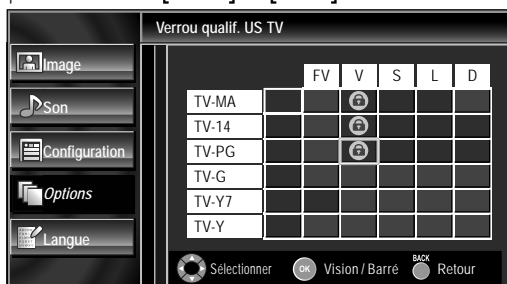 Verrou qualif. US TV
Image
Son
Configuration
Options
Langue
FV V S L D
TV-MA
TV-14
TV-PG
TV-G
TV-Y7
TV-Y
Sélectionner
OK Vision / Barré
BACK Retour